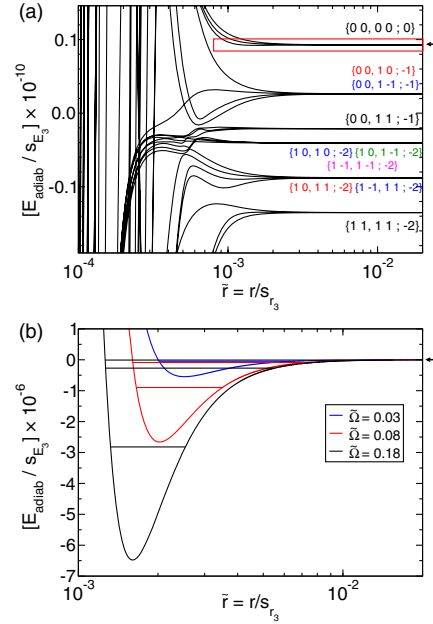 (a)
0.1
0.0
-0.1
[E_adiab / s_E_3] × 10^-10
{0 0, 0 0 ; 0}
{0 0, 1 0 ; -1}
{0 0, 1 -1 ; -1}
{0 0, 1 1 ; -1}
{1 0, 1 0 ; -2} {1 0, 1 -1 ; -2}
{1 -1, 1 -1 ; -2}
{1 0, 1 1 ; -2} {1 -1, 1 1 ; -2}
{1 1, 1 1 ; -2}
10^-4 10^-3 10^-2
r̃ = r/s_r_3
(b)
1
0
-1
-2
-3
-4
-5
-6
-7
[E_adiab / s_E_3] × 10^-6
Ω̃ = 0.03
Ω̃ = 0.08
Ω̃ = 0.18
10^-3 10^-2
r̃ = r/s_r_3